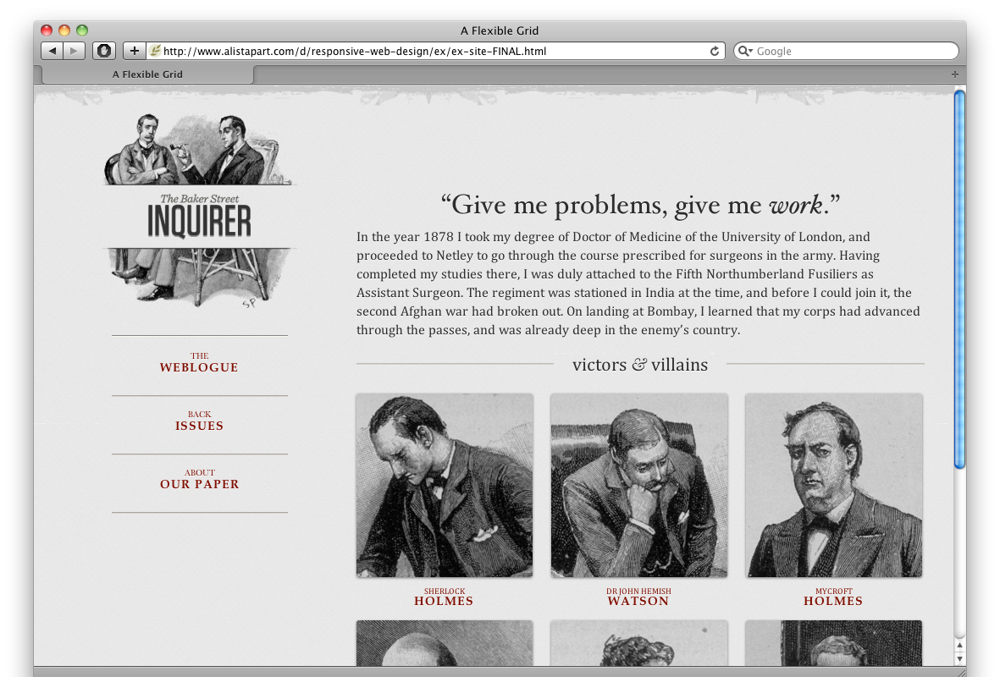 A Flexible Grid
http://www.alistapart.com/d/responsive-web-design/ex/ex-site-FINAL.html
Google
A Flexible Grid
The Baker Street
INQUIRER
SP
THE
WEBLOGUE
BACK
ISSUES
ABOUT
OUR PAPER
“Give me problems, give me work.”
In the year 1878 I took my degree of Doctor of Medicine of the University of London, and
proceeded to Netley to go through the course prescribed for surgeons in the army. Having
completed my studies there, I was duly attached to the Fifth Northumberland Fusiliers as
Assistant Surgeon. The regiment was stationed in India at the time, and before I could join it, the
second Afghan war had broken out. On landing at Bombay, I learned that my corps had advanced
through the passes, and was already deep in the enemy’s country.
victors & villains
SHERLOCK
HOLMES
DR JOHN HEMISH
WATSON
MYCROFT
HOLMES